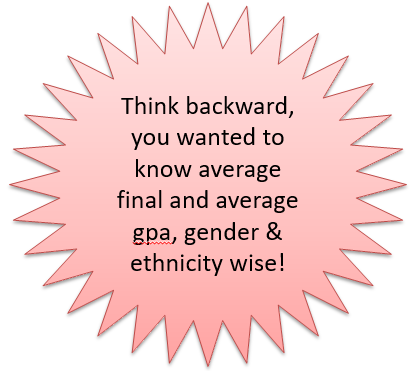 Think backward,
you wanted to
know average
final and average
gpa, gender &
ethnicity wise!